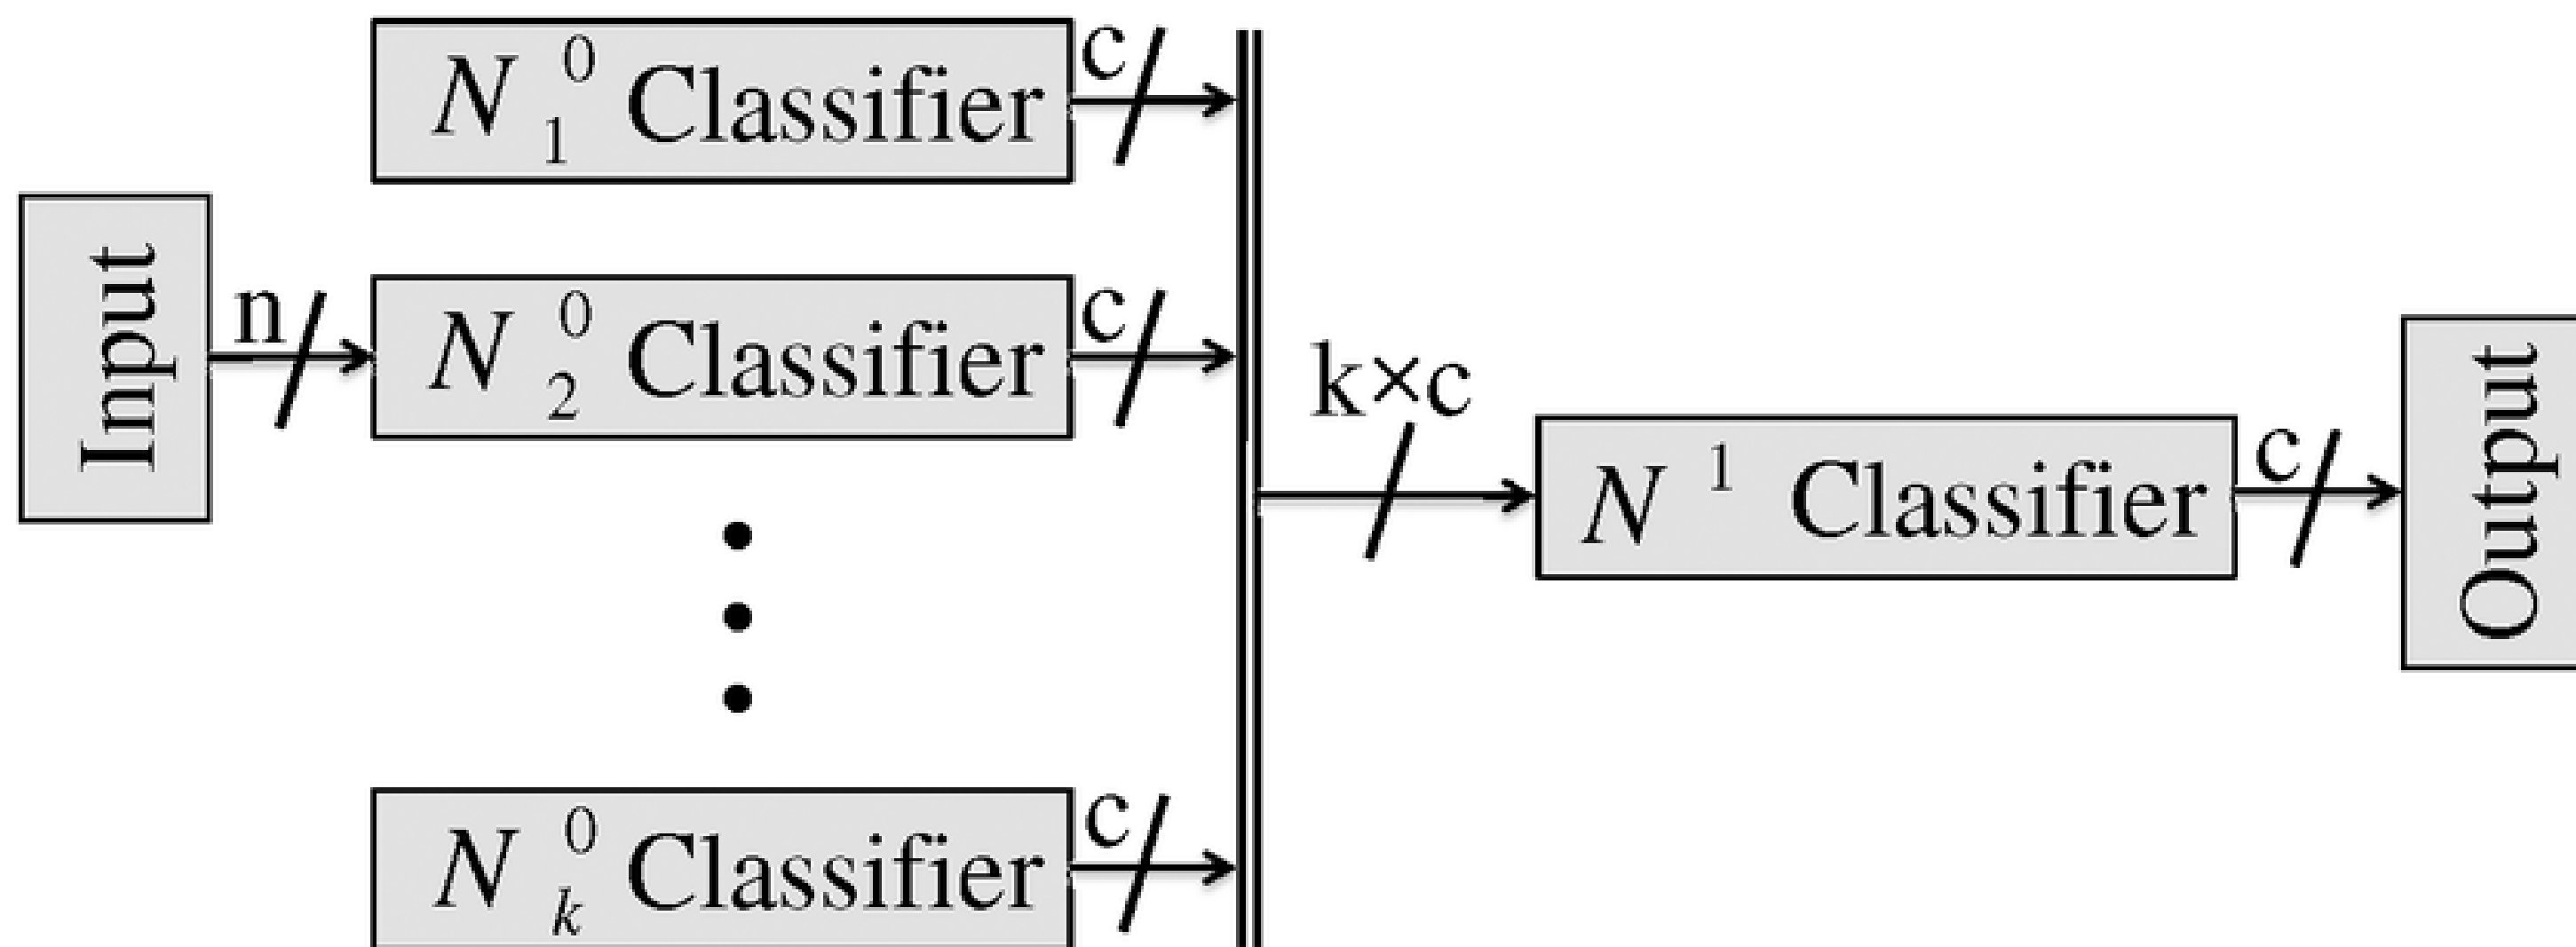 Input
n
N 0 1 Classifier
c
N 0 2 Classifier
c
N 0 k Classifier
c
k×c
N 1 Classifier
c
Output